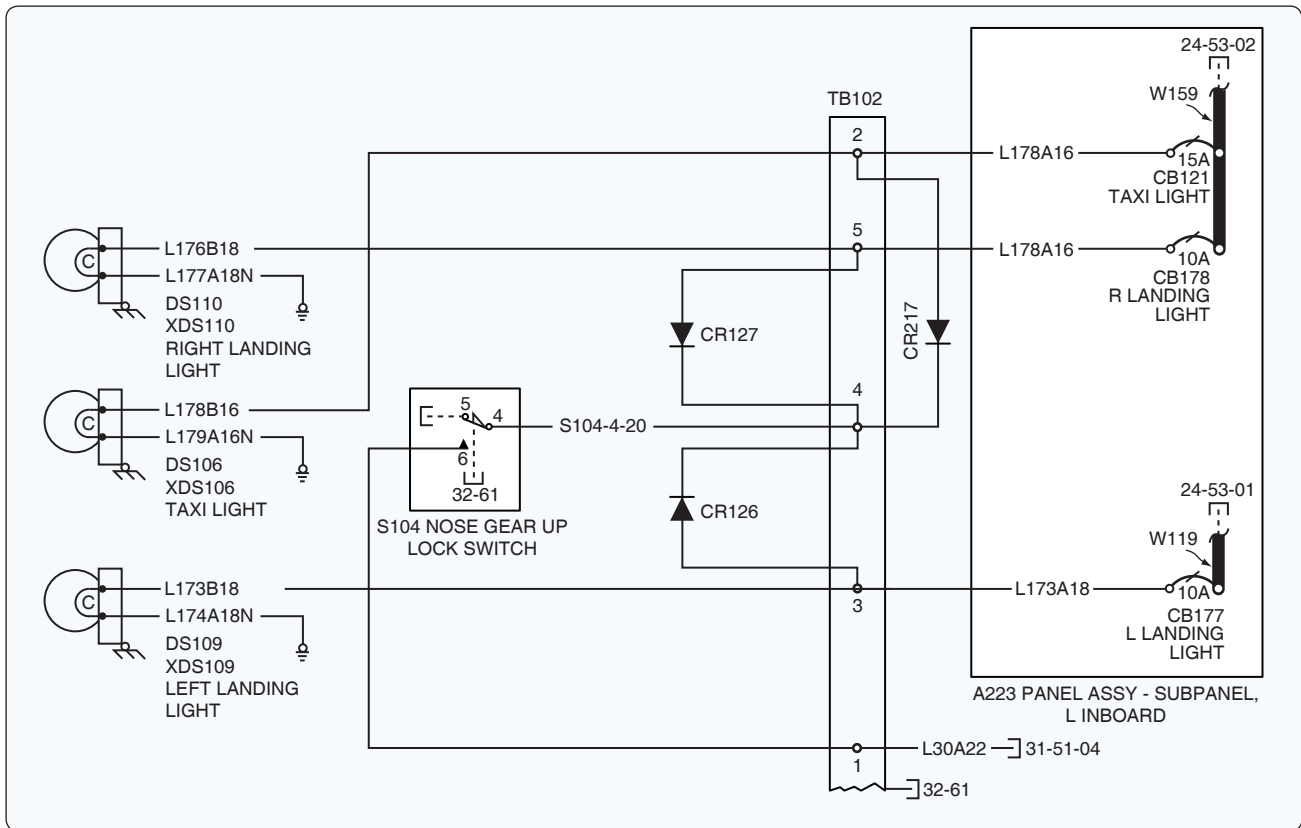 24-53-02
W159
TB102
2
L178A16
15A
CB121
TAXI LIGHT
5
L176B18
L178A16
C
10A
L177A18N
CB178
R LANDING
LIGHT
DS110
XDS110
RIGHT LANDING
LIGHT
CR127
CR217
4
L178B16
5
4
S104-4-20
C
L179A16N
6
DS106
XDS106
TAXI LIGHT
32-61
S104 NOSE GEAR UP
LOCK SWITCH
CR126
24-53-01
W119
L173B18
L173A18
C
10A
3
L174A18N
CB177
L LANDING
LIGHT
DS109
XDS109
LEFT LANDING
LIGHT
A223 PANEL ASSY - SUBPANEL,
L INBOARD
L30A22
31-51-04
1
32-61